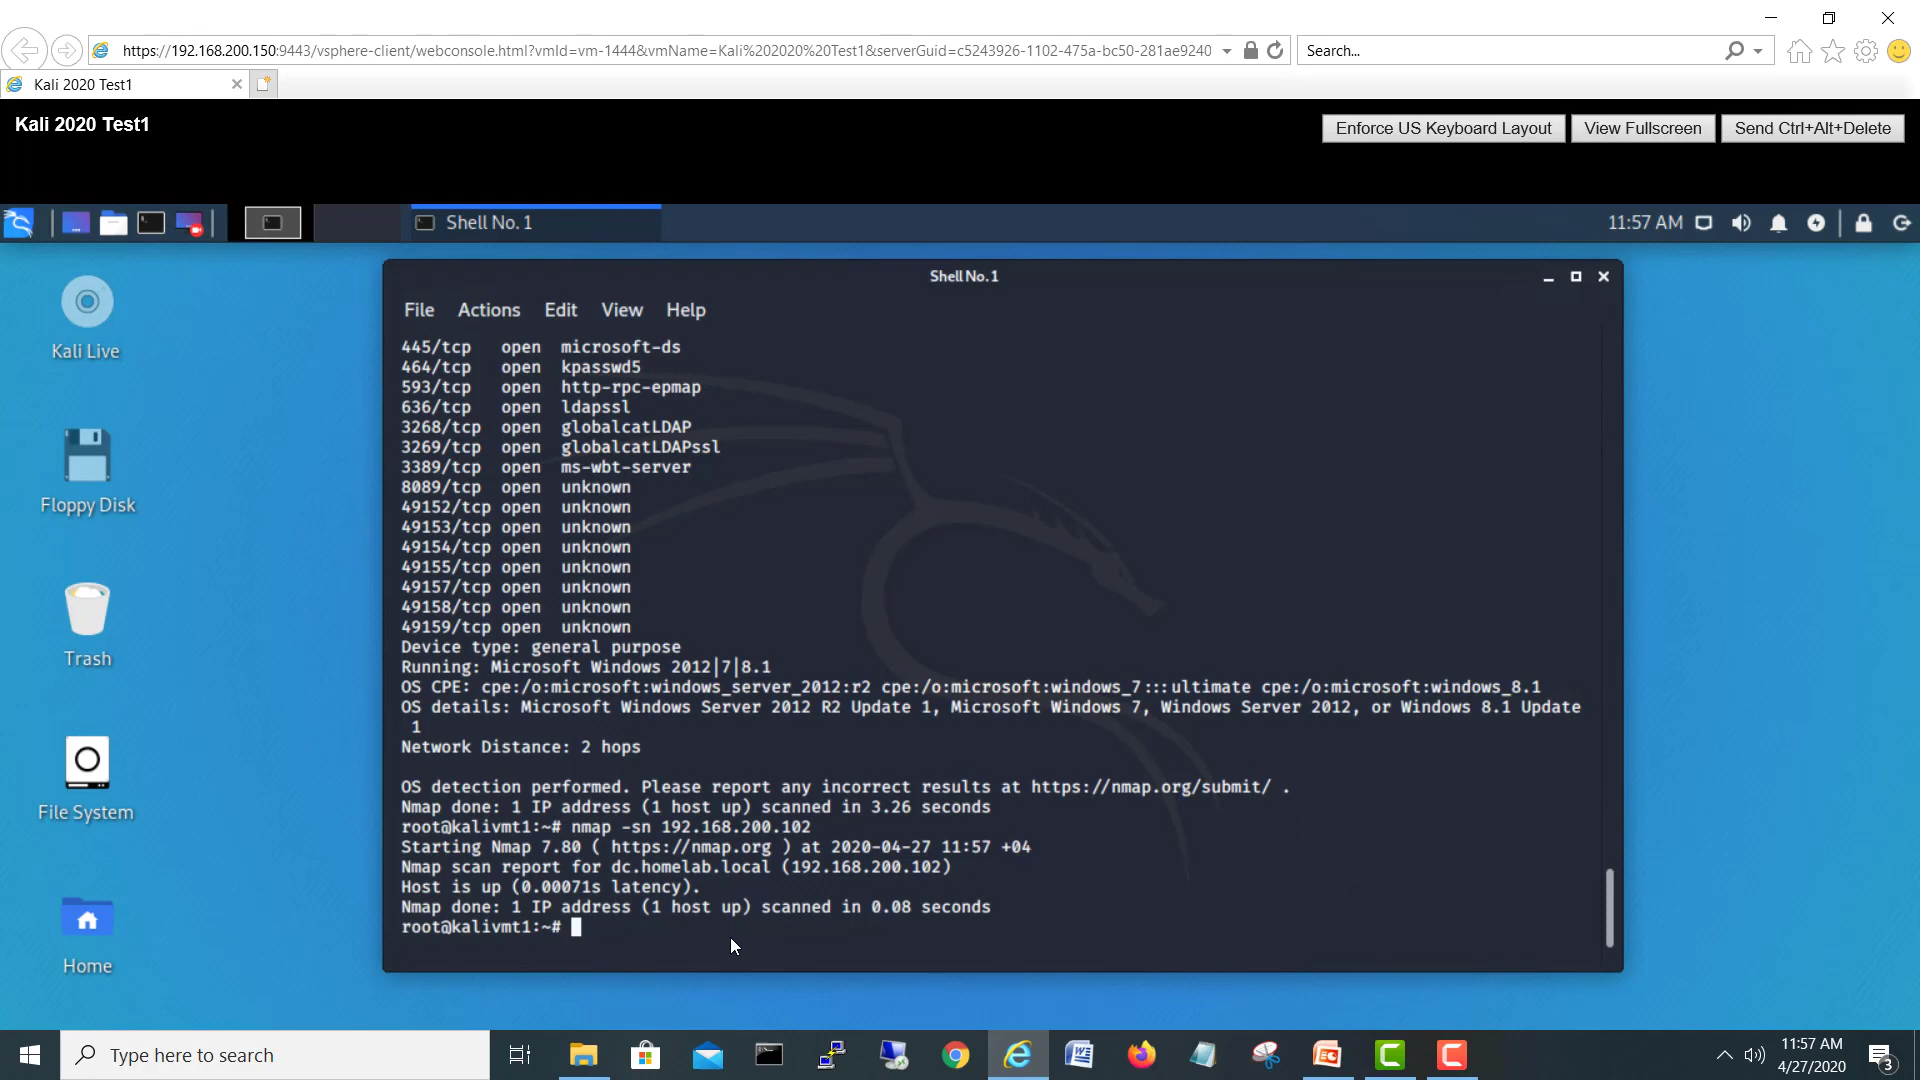 https://192.168.200.150:9443/vsphere-client/webconsole.html?vmId=vm-1444&vmName=Kali%202020%20Test1&serverGuid=c5243926-1102-475a-bc50-281ae9240
Search...
Kali 2020 Test1
Kali 2020 Test1
Enforce US Keyboard Layout
View Fullscreen
Send Ctrl+Alt+Delete
Shell No. 1
11:57 AM
Kali Live
Floppy Disk
Trash
File System
Home
Shell No. 1
File Actions Edit View Help
445/tcp open microsoft-ds
464/tcp open kpasswd5
593/tcp open http-rpc-epmap
636/tcp open ldapssl
3268/tcp open globalcatLDAP
3269/tcp open globalcatLDAPssl
3389/tcp open ms-wbt-server
8089/tcp open unknown
49152/tcp open unknown
49153/tcp open unknown
49154/tcp open unknown
49155/tcp open unknown
49157/tcp open unknown
49158/tcp open unknown
49159/tcp open unknown
Device type: general purpose
Running: Microsoft Windows 2012|7|8.1
OS CPE: cpe:/o:microsoft:windows_server_2012:r2 cpe:/o:microsoft:windows_7:::ultimate cpe:/o:microsoft:windows_8.1
OS details: Microsoft Windows Server 2012 R2 Update 1, Microsoft Windows 7, Windows Server 2012, or Windows 8.1 Update
1
Network Distance: 2 hops
OS detection performed. Please report any incorrect results at https://nmap.org/submit/ .
Nmap done: 1 IP address (1 host up) scanned in 3.26 seconds
root@kalivmt1:~# nmap -sn 192.168.200.102
Starting Nmap 7.80 ( https://nmap.org ) at 2020-04-27 11:57 +04
Nmap scan report for dc.homelab.local (192.168.200.102)
Host is up (0.00071s latency).
Nmap done: 1 IP address (1 host up) scanned in 0.08 seconds
root@kalivmt1:~#
Type here to search
11:57 AM
4/27/2020
3